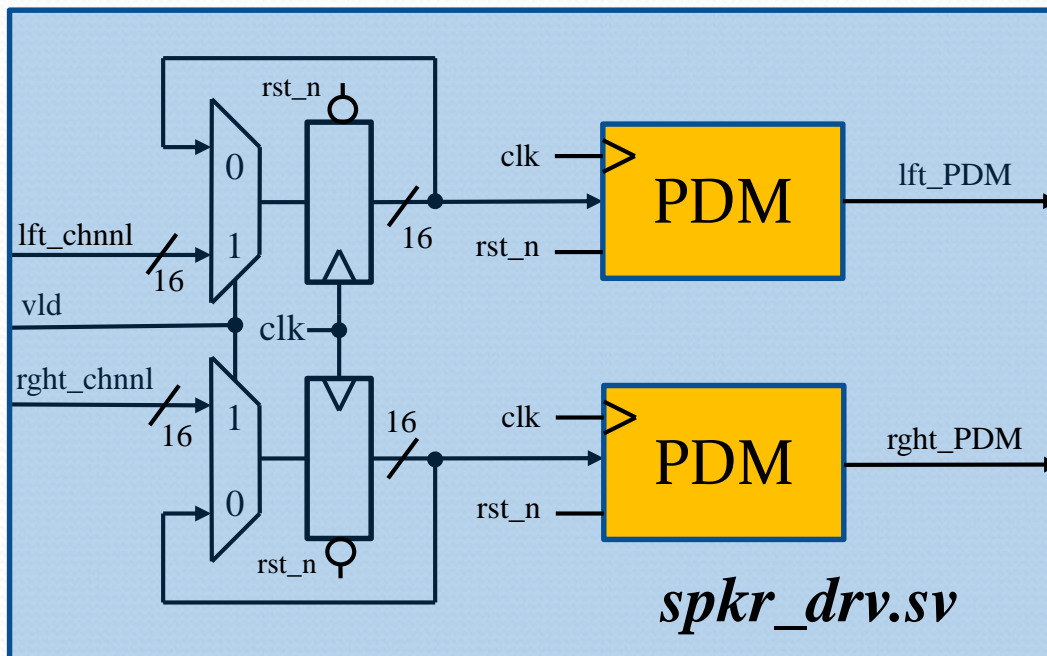 rst_n
0
1
lft_chnnl
16
16
clk
PDM
rst_n
lft_PDM
vld
clk
rght_chnnl
16
1
0
16
rst_n
clk
PDM
rst_n
rght_PDM
spkr_drv.sv